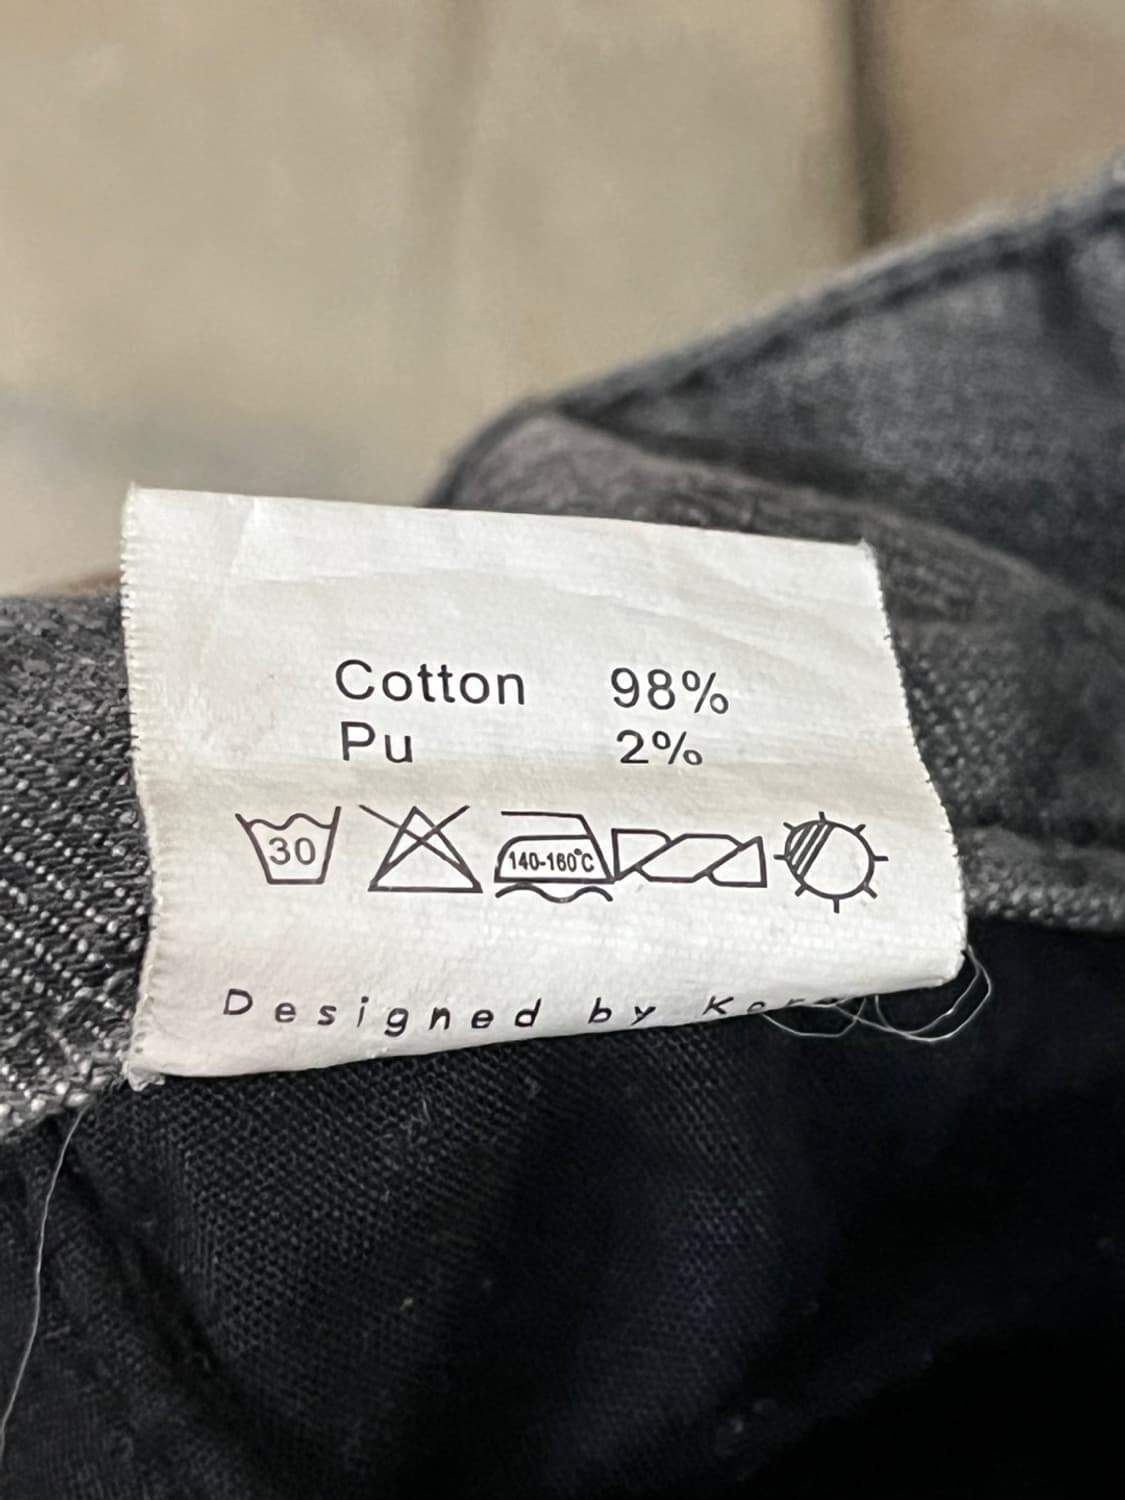 Cotton 98%
Pu 2%
30 140-160°C
Designed by